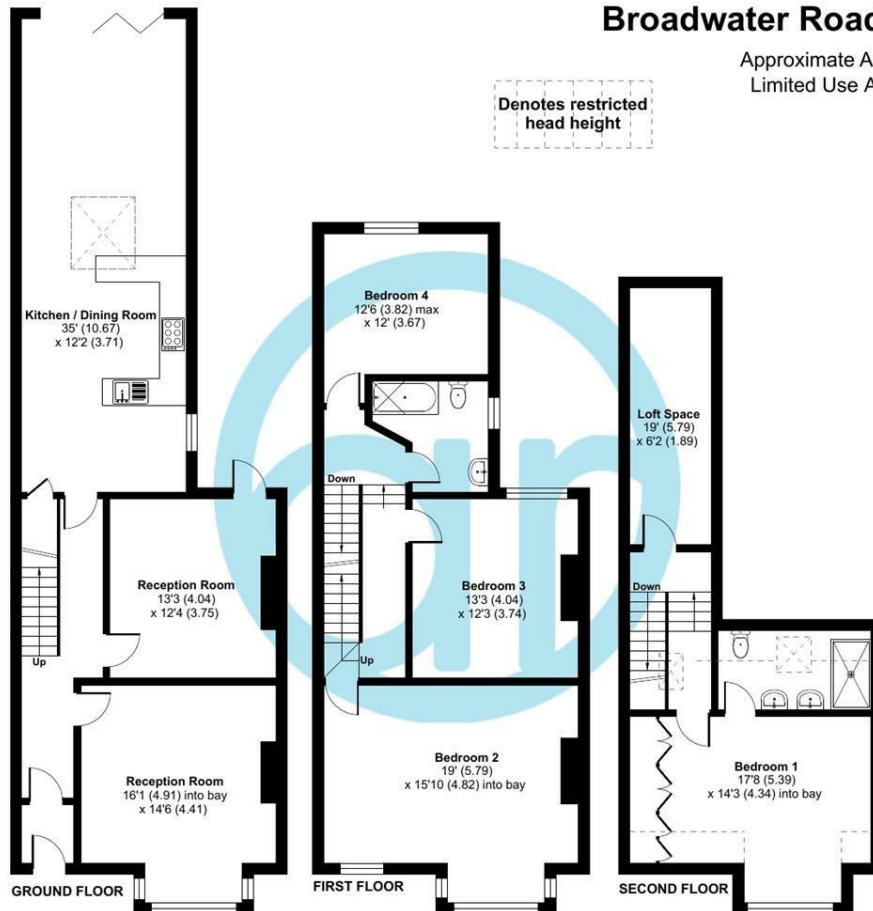 Broadwater Road
Approximate A
Limited Use A
Denotes restricted
head height
Kitchen / Dining Room
35' (10.67)
x 12'2 (3.71)
Reception Room
13'3 (4.04)
x 12'4 (3.75)
Up
Reception Room
16'1 (4.91) into bay
x 14'6 (4.41)
GROUND FLOOR
Bedroom 4
12'6 (3.82) max
x 12' (3.67)
Down
Bedroom 3
13'3 (4.04)
x 12'3 (3.74)
Up
Bedroom 2
19' (5.79)
x 15'10 (4.82) into bay
FIRST FLOOR
Loft Space
19' (5.79)
x 6'2 (1.89)
Down
Bedroom 1
17'8 (5.39)
x 14'3 (4.34) into bay
SECOND FLOOR